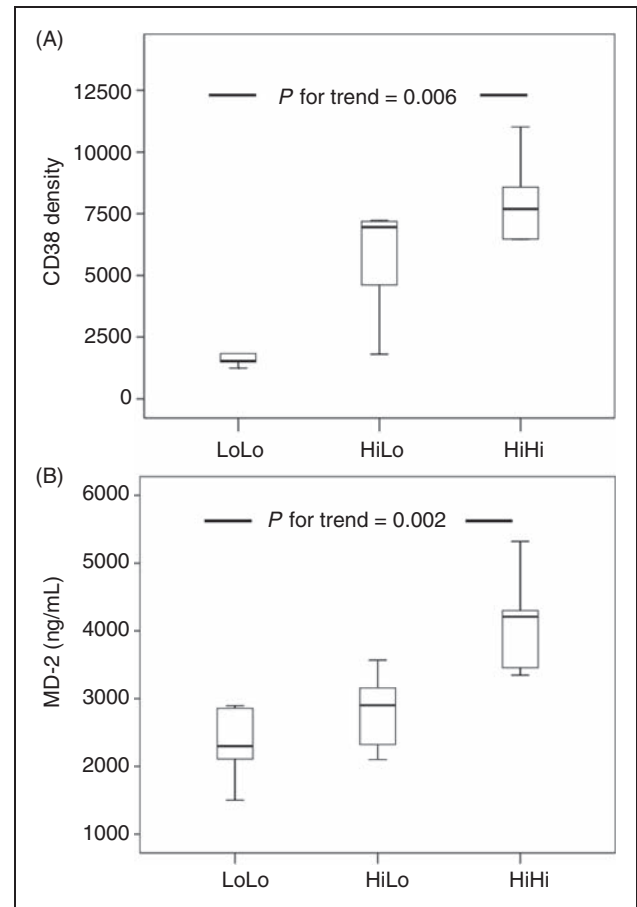 (A)
P for trend = 0.006
CD38 density
12500
10000
7500
5000
2500
0
LoLo HiLo HiHi
(B)
P for trend = 0.002
MD-2 (ng/mL)
6000
5000
4000
3000
2000
1000
LoLo HiLo HiHi